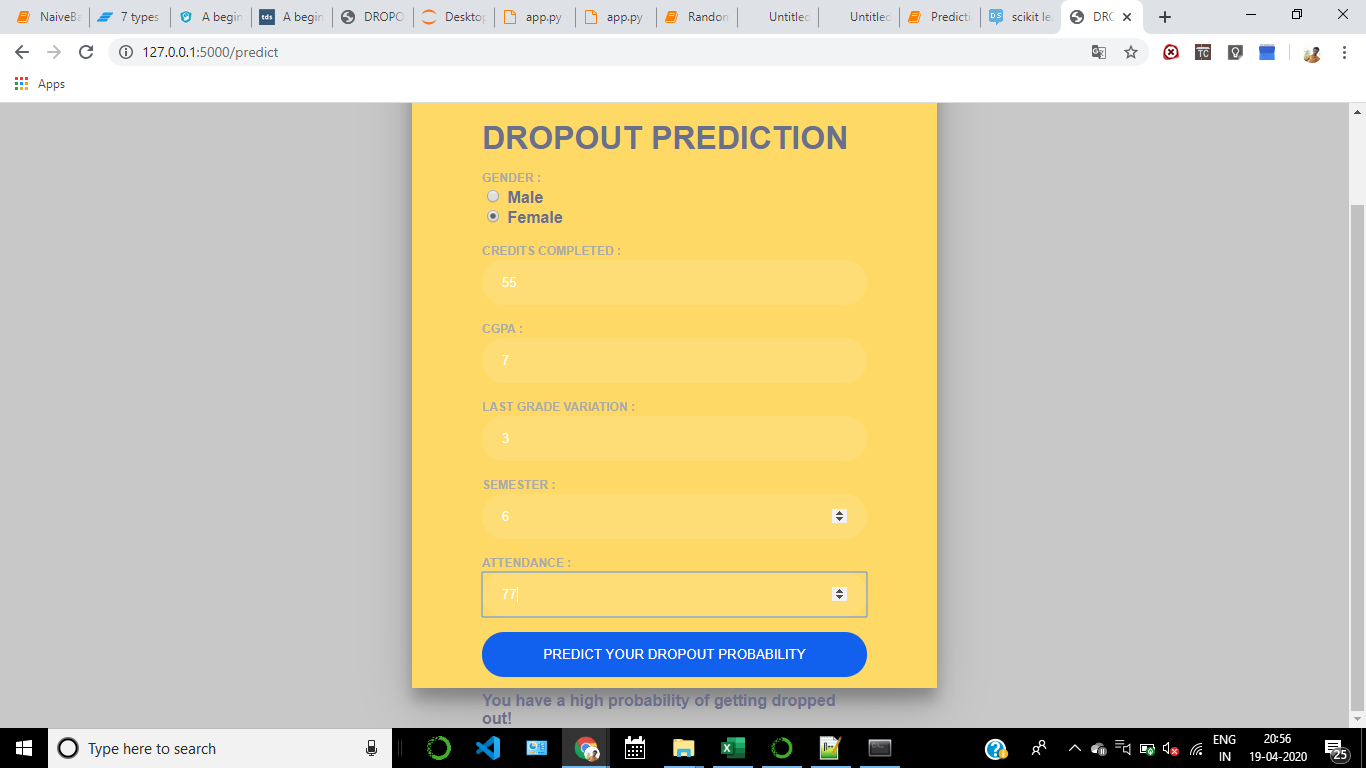 NaiveBa
7 types
A begin
A begin
DROPO
Desktop
app.py
app.py
Random
Untitled
Untitled
Predicti
scikit le
DRO
127.0.0.1:5000/predict
Apps
DROPOUT PREDICTION
GENDER :
Male
Female
CREDITS COMPLETED :
55
CGPA :
7
LAST GRADE VARIATION :
3
SEMESTER :
6
ATTENDANCE :
77
PREDICT YOUR DROPOUT PROBABILITY
You have a high probability of getting dropped
out!
Type here to search
ENG
IN
20:56
19-04-2020
25